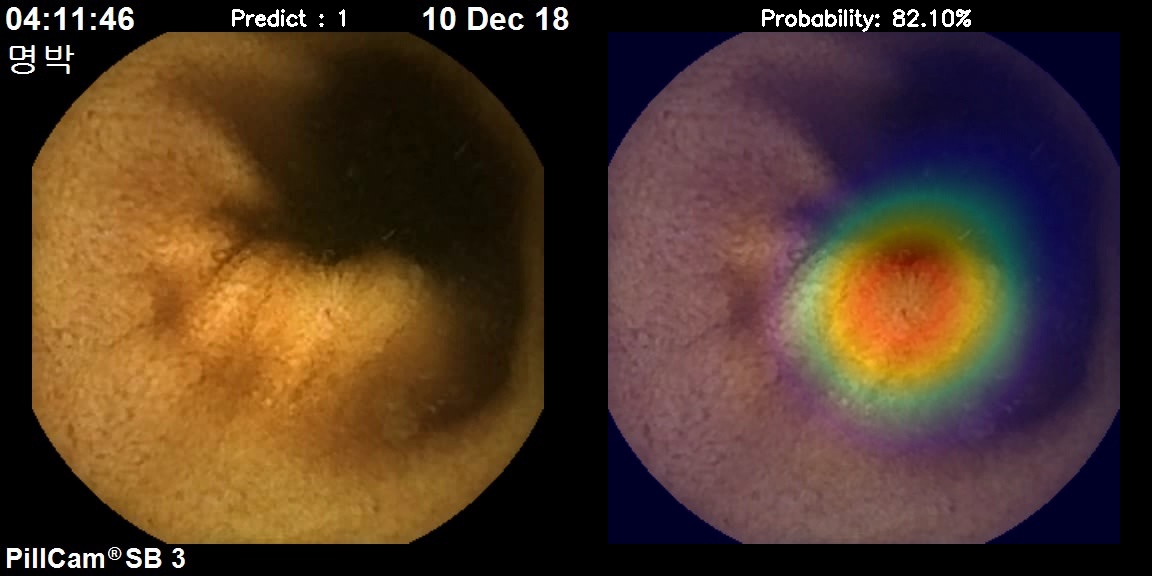 04:11:46 Predict : 1 10 Dec 18 Probability: 82.10%
명박
PillCam® SB 3